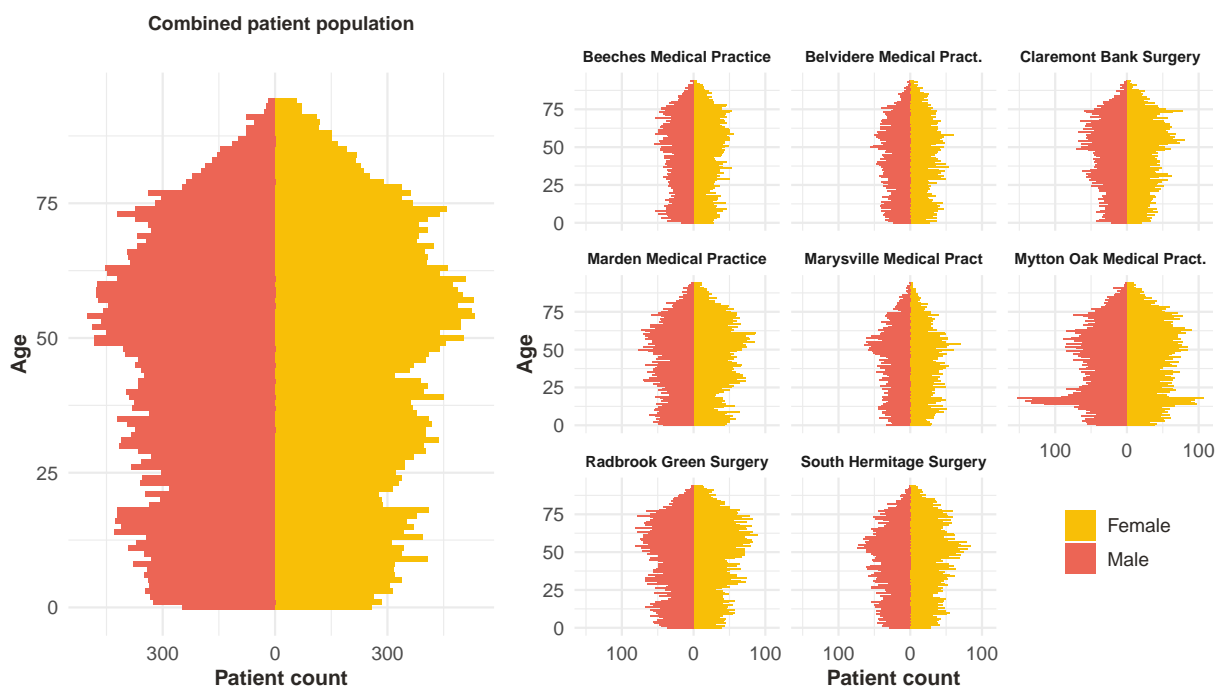 Combined patient population
Age
75
50
25
0
300 0 300
Patient count
Beeches Medical Practice Belvidere Medical Pract. Claremont Bank Surgery
75
50
25
0
Marden Medical Practice Marysville Medical Pract Mytton Oak Medical Pract.
Age
75
50
25
0
100 0 100
Radbrook Green Surgery South Hermitage Surgery
75
50
25
0
100 0 100 100 0 100
Patient count
Female
Male